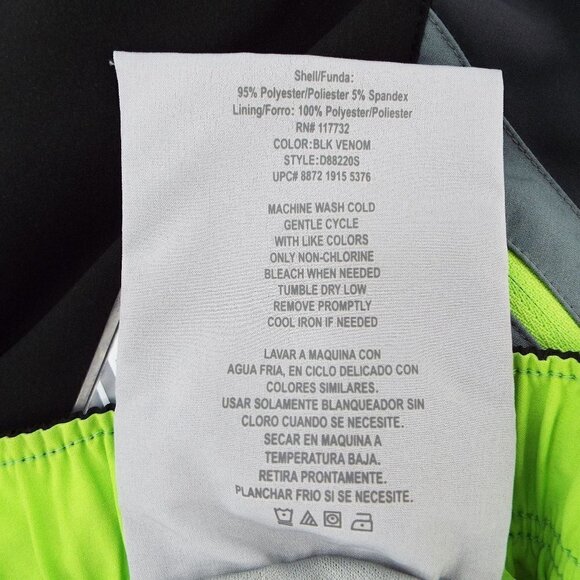 Shell/Funda:
95% Polyester/Poliester 5% Spandex
Lining/Forro: 100% Polyester/Poliester
RN# 117732
COLOR:BLK VENOM
STYLE:D88220S
UPC# 8872 1915 5376
MACHINE WASH COLD
GENTLE CYCLE
WITH LIKE COLORS
ONLY NON-CHLORINE
BLEACH WHEN NEEDED
TUMBLE DRY LOW
REMOVE PROMPTLY
COOL IRON IF NEEDED
LAVAR A MAQUINA CON
AGUA FRIA, EN CICLO DELICADO CON
COLORES SIMILARES.
USAR SOLAMENTE BLANQUEADOR SIN
CLORO CUANDO SE NECESITE.
SECAR EN MAQUINA A
TEMPERATURA BAJA.
RETIRA PRONTAMENTE.
PLANCHAR FRIO SI SE NECESITE.